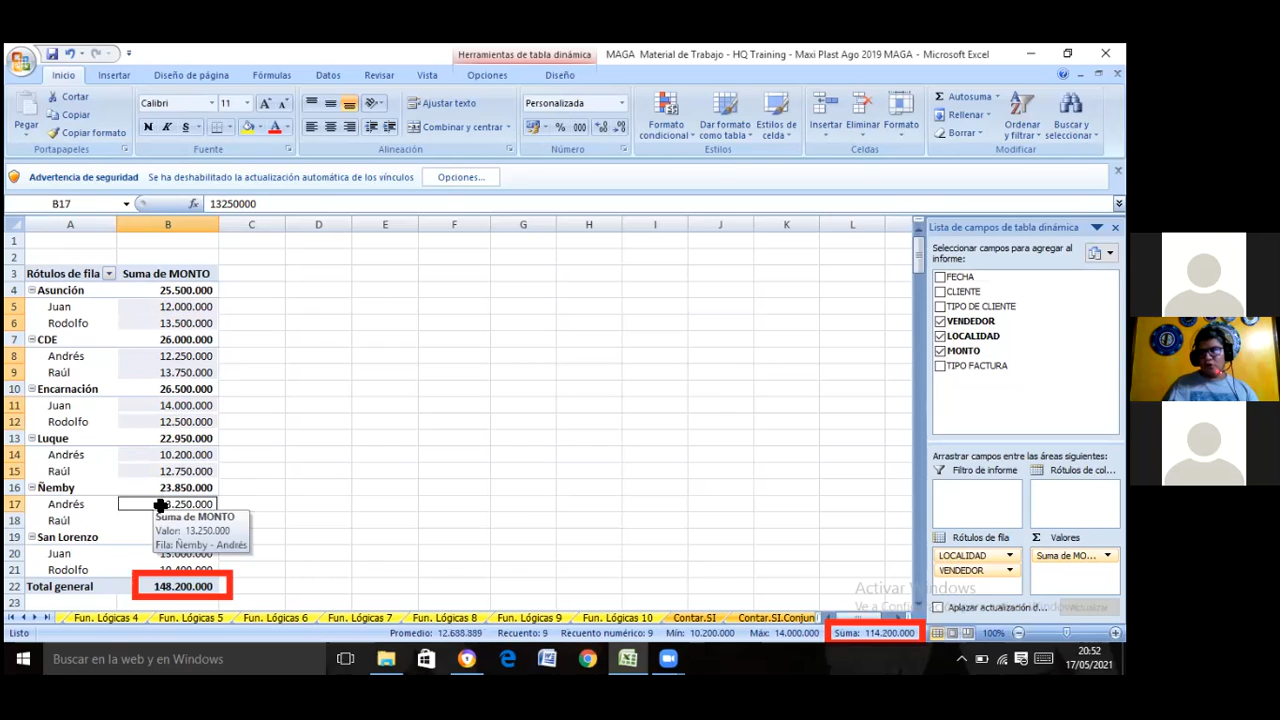 Herramientas de tabla dinámica
MAGA Material de Trabajo - HQ Training - Maxi Plast Ago 2019 MAGA - Microsoft Excel
Inicio Insertar Diseño de página Fórmulas Datos Revisar Vista Opciones Diseño
Pegar
Cortar
Copiar
Copiar formato
Calibri 11
N K S
Ajustar texto
Combinar y centrar
Personalizada
% 000
Formato condicional
Dar formato como tabla
Estilos de celda
Insertar Eliminar Formato
Autosuma
Rellenar
Borrar
Ordenar y filtrar
Buscar y seleccionar
Portapapeles Fuente Alineación Número Estilos Celdas Modificar
Advertencia de seguridad Se ha deshabilitado la actualización automática de los vínculos Opciones...
B17 fx 13250000
A B C D E F G H I J K L
1
2
3 Rótulos de fila Suma de MONTO
4 Asunción 25.500.000
5 Juan 12.000.000
6 Rodolfo 13.500.000
7 CDE 26.000.000
8 Andrés 12.250.000
9 Raúl 13.750.000
10 Encarnación 26.500.000
11 Juan 14.000.000
12 Rodolfo 12.500.000
13 Luque 22.950.000
14 Andrés 10.200.000
15 Raúl 12.750.000
16 Ñemby 23.850.000
17 Andrés
18 Raúl
19 San Lorenzo
20 Juan 13.000.000
21 Rodolfo 10.400.000
22 Total general 148.200.000
23
Suma de MONTO
Valor: 13.250.000
Fila: Ñemby - Andrés
Lista de campos de tabla dinámica
Seleccionar campos para agregar al informe:
FECHA
CLIENTE
TIPO DE CLIENTE
VENDEDOR
LOCALIDAD
MONTO
TIPO FACTURA
Arrastrar campos entre las áreas siguientes:
Filtro de informe Rótulos de col...
Rótulos de fila Σ Valores
LOCALIDAD Suma de MO...
VENDEDOR
Activar Windows
Aplazar actualización d...
Fun. Lógicas 4 Fun. Lógicas 5 Fun. Lógicas 6 Fun. Lógicas 7 Fun. Lógicas 8 Fun. Lógicas 9 Fun. Lógicas 10 Contar.SI Contar.SI.Conjun
Listo Promedio: 12.688.889 Recuento: 9 Recuento numérico: 9 Mín: 10.200.000 Máx: 14.000.000 Suma: 114.200.000 100%
Buscar en la web y en Windows
20:52
17/05/2021